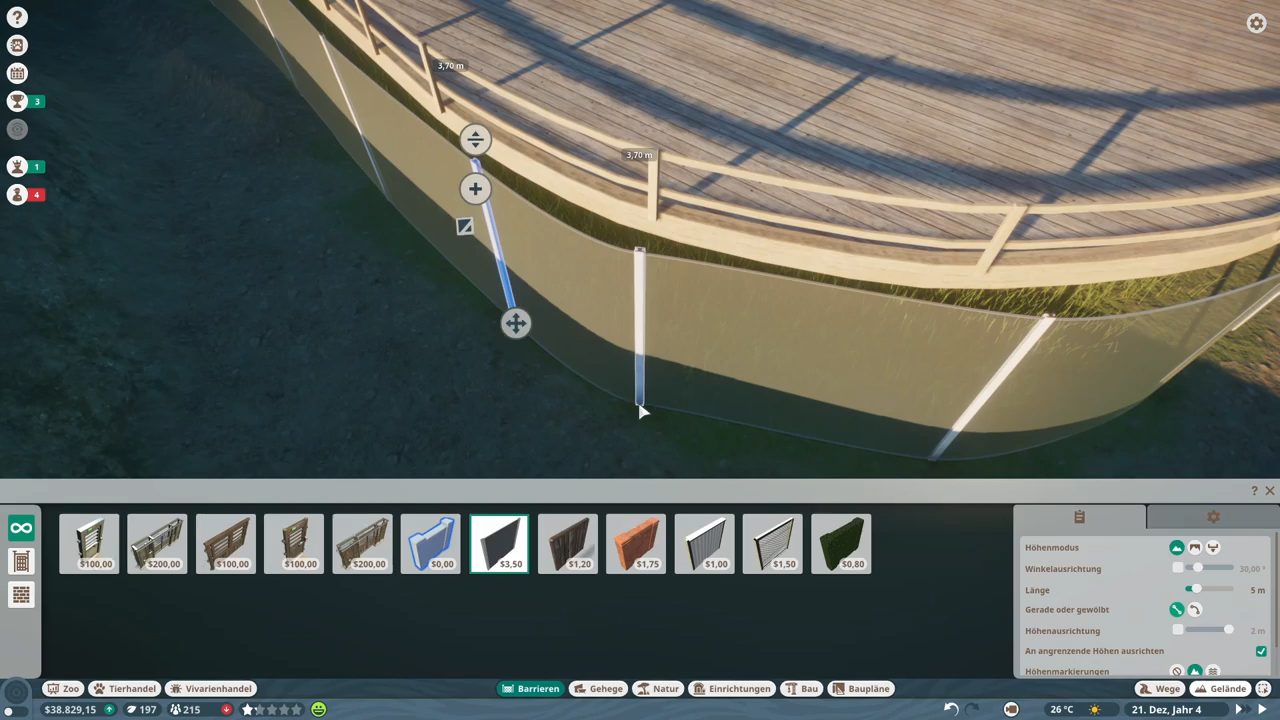 ?
3
1
4
3,70 m
3,70 m
?
$100,00
$200,00
$100,00
$100,00
$200,00
$0,00
$3,50
$1,20
$1,75
$1,00
$1,50
$0,80
Höhenmodus
Winkelausrichtung
30,00 °
Länge
5 m
Gerade oder gewölbt
Höhenausrichtung
2 m
An angrenzende Höhen ausrichten
Höhenmarkierungen
Zoo
Tierhandel
Vivarienhandel
Barrieren
Gehege
Natur
Einrichtungen
Bau
Baupläne
Wege
Gelände
$38.829,15
197
215
26 °C
21. Dez, Jahr 4